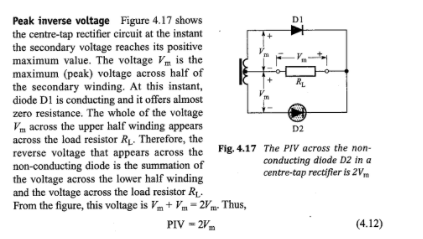 Peak inverse voltage Figure 4.17 shows
the centre-tap rectifier circuit at the instant
the secondary voltage reaches its positive
maximum value. The voltage Vm is the
maximum (peak) voltage across half of
the secondary winding. At this instant,
diode D1 is conducting and it offers almost
zero resistance. The whole of the voltage
Vm across the upper half winding appears
across the load resistor RL. Therefore, the
reverse voltage that appears across the
non-conducting diode is the summation of
the voltage across the lower half winding
and the voltage across the load resistor RL.
From the figure, this voltage is Vm + Vm = 2Vm. Thus,
PIV = 2Vm (4.12)
D1
+
Vm
− Vm +
+
RL
Vm
−
D2
Fig. 4.17 The PIV across the non-
conducting diode D2 in a
centre-tap rectifier is 2Vm